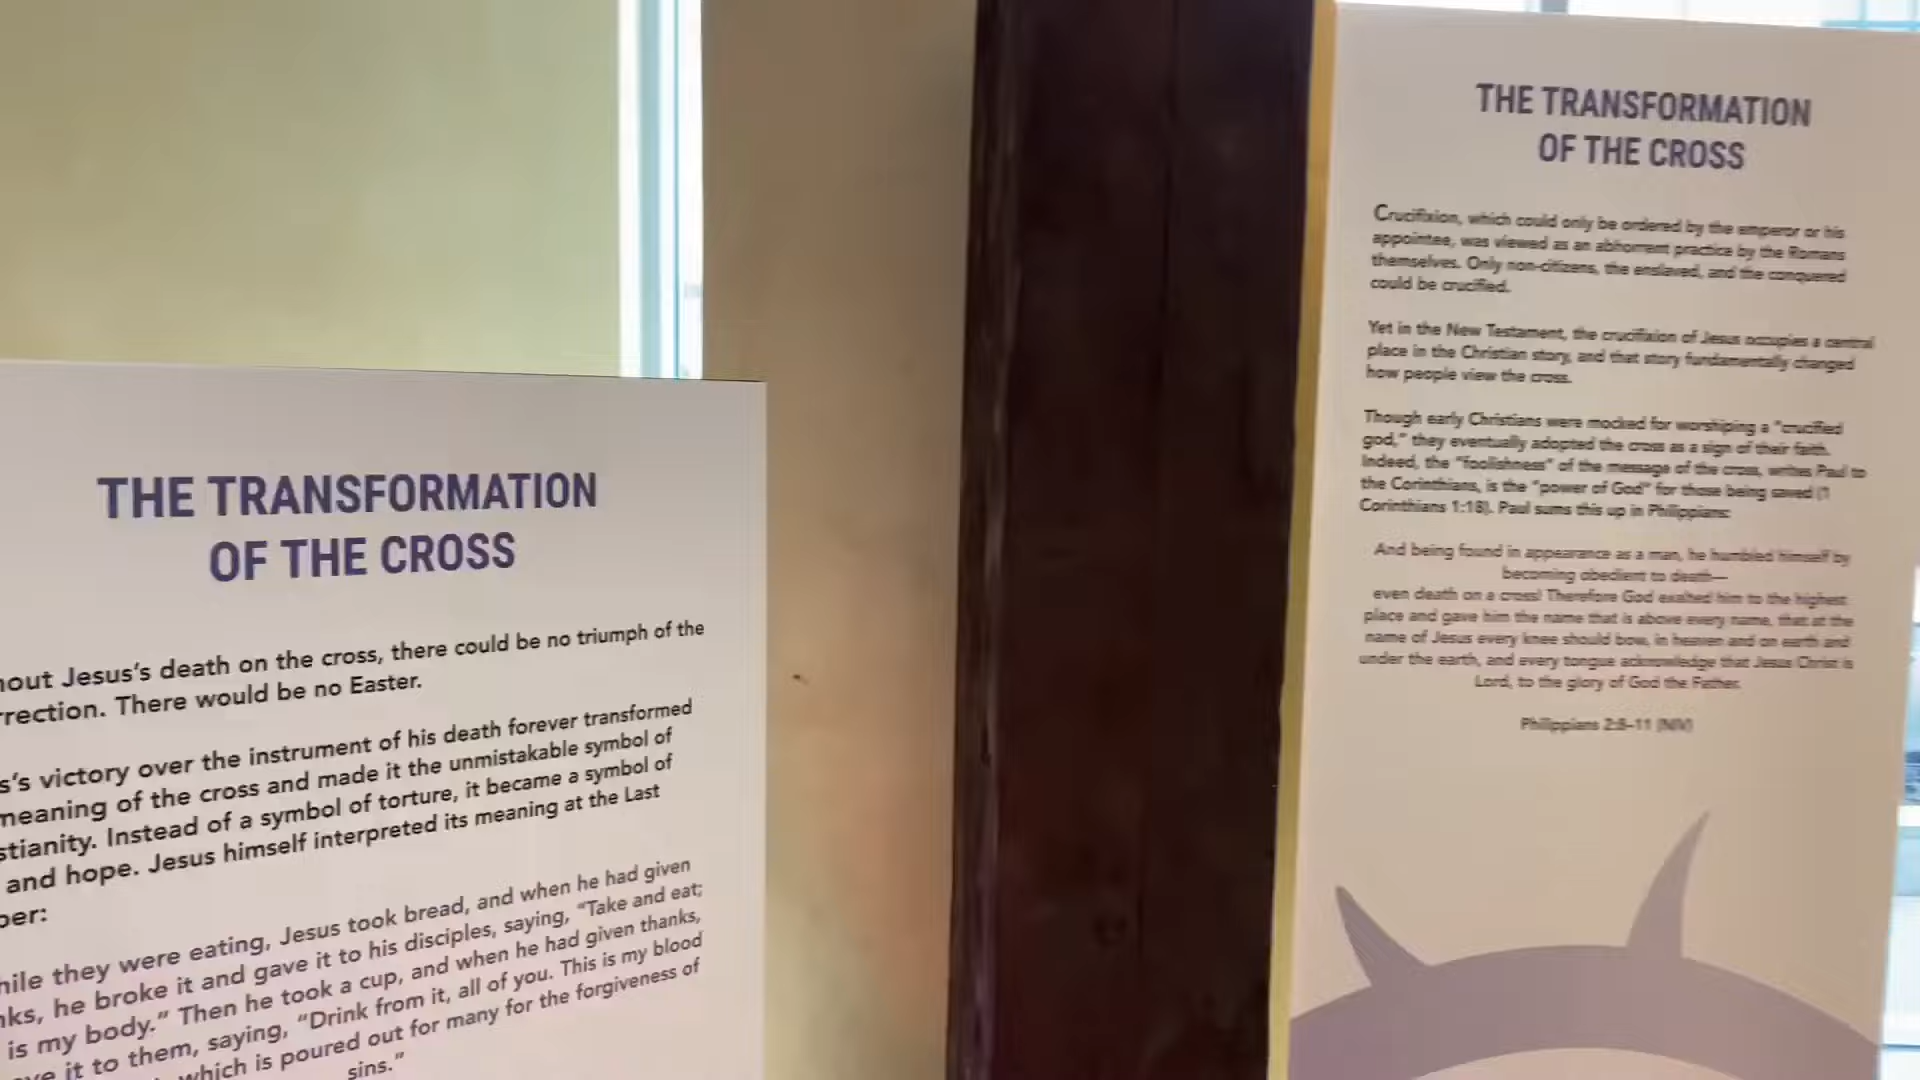 THE TRANSFORMATION
OF THE CROSS
out Jesus's death on the cross, there could be no triumph of the
rrection. There would be no Easter.
s's victory over the instrument of his death forever transformed
meaning of the cross and made it the unmistakable symbol of
stianity. Instead of a symbol of torture, it became a symbol of
and hope. Jesus himself interpreted its meaning at the Last
per:
hile they were eating, Jesus took bread, and when he had given
nks, he broke it and gave it to his disciples, saying, “Take and eat;
is my body.” Then he took a cup, and when he had given thanks,
ve it to them, saying, “Drink from it, all of you. This is my blood
which is poured out for many for the forgiveness of
sins.”
THE TRANSFORMATION
OF THE CROSS
Crucifixion, which could only be ordered by the emperor or his
appointee, was viewed as an abhorrent practice by the Romans
themselves. Only non-citizens, the enslaved, and the conquered
could be crucified.
Yet in the New Testament, the crucifixion of Jesus occupies a central
place in the Christian story, and that story fundamentally changed
how people view the cross.
Though early Christians were mocked for worshiping a “crucified
god,” they eventually adopted the cross as a sign of their faith.
Indeed, the “foolishness” of the message of the cross, writes Paul to
the Corinthians, is the “power of God” for those being saved (1
Corinthians 1:18). Paul sums this up in Philippians:
And being found in appearance as a man, he humbled himself by
becoming obedient to death—
even death on a cross! Therefore God exalted him to the highest
place and gave him the name that is above every name, that at the
name of Jesus every knee should bow, in heaven and on earth and
under the earth, and every tongue acknowledge that Jesus Christ is
Lord, to the glory of God the Father.
Philippians 2:8–11 (NIV)